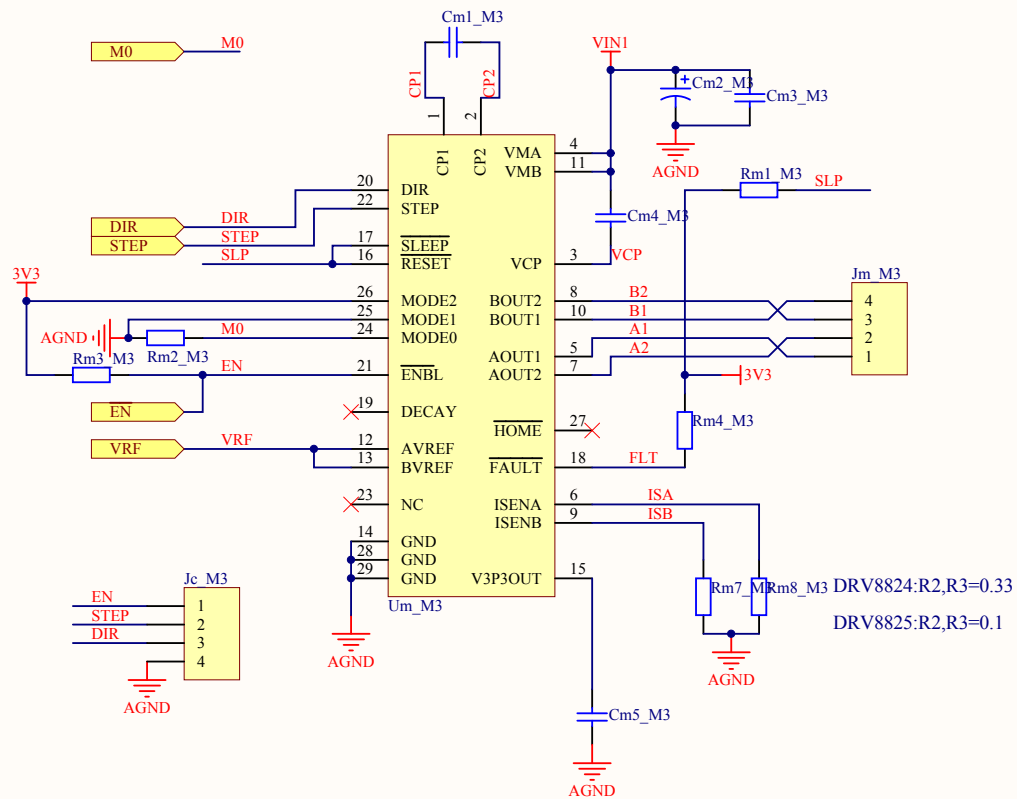 Cm1_M3
M0 M0
VIN1
CP1 CP2
Cm2_M3
Cm3_M3
1 2
CP1 CP2
VMA 4
VMB 11
AGND
Rm1_M3 SLP
20 DIR
22 STEP
DIR DIR
STEP STEP
Cm4_M3
17 SLEEP
SLP 16 RESET
VCP 3 VCP
3V3
Jm_M3
26 MODE2
25 MODE1
AGND M0 24 MODE0
Rm2_M3
Rm3_M3
BOUT2 8 B2 4
BOUT1 10 B1 3
A1 2
AOUT1 5
A2 1
AOUT2 7
EN 21 ENBL
3V3
EN
19 DECAY
Rm4_M3
HOME 27
VRF VRF 12 AVREF
13 BVREF
FAULT 18 FLT
23 NC
ISENA 6 ISA
ISENB 9 ISB
14 GND
28 GND
29 GND
V3P3OUT 15
Um_M3
Rm7_M3 Rm8_M3
DRV8824:R2,R3=0.33
DRV8825:R2,R3=0.1
Jc_M3
EN 1
STEP 2
DIR 3
4
AGND
AGND
AGND
Cm5_M3
AGND